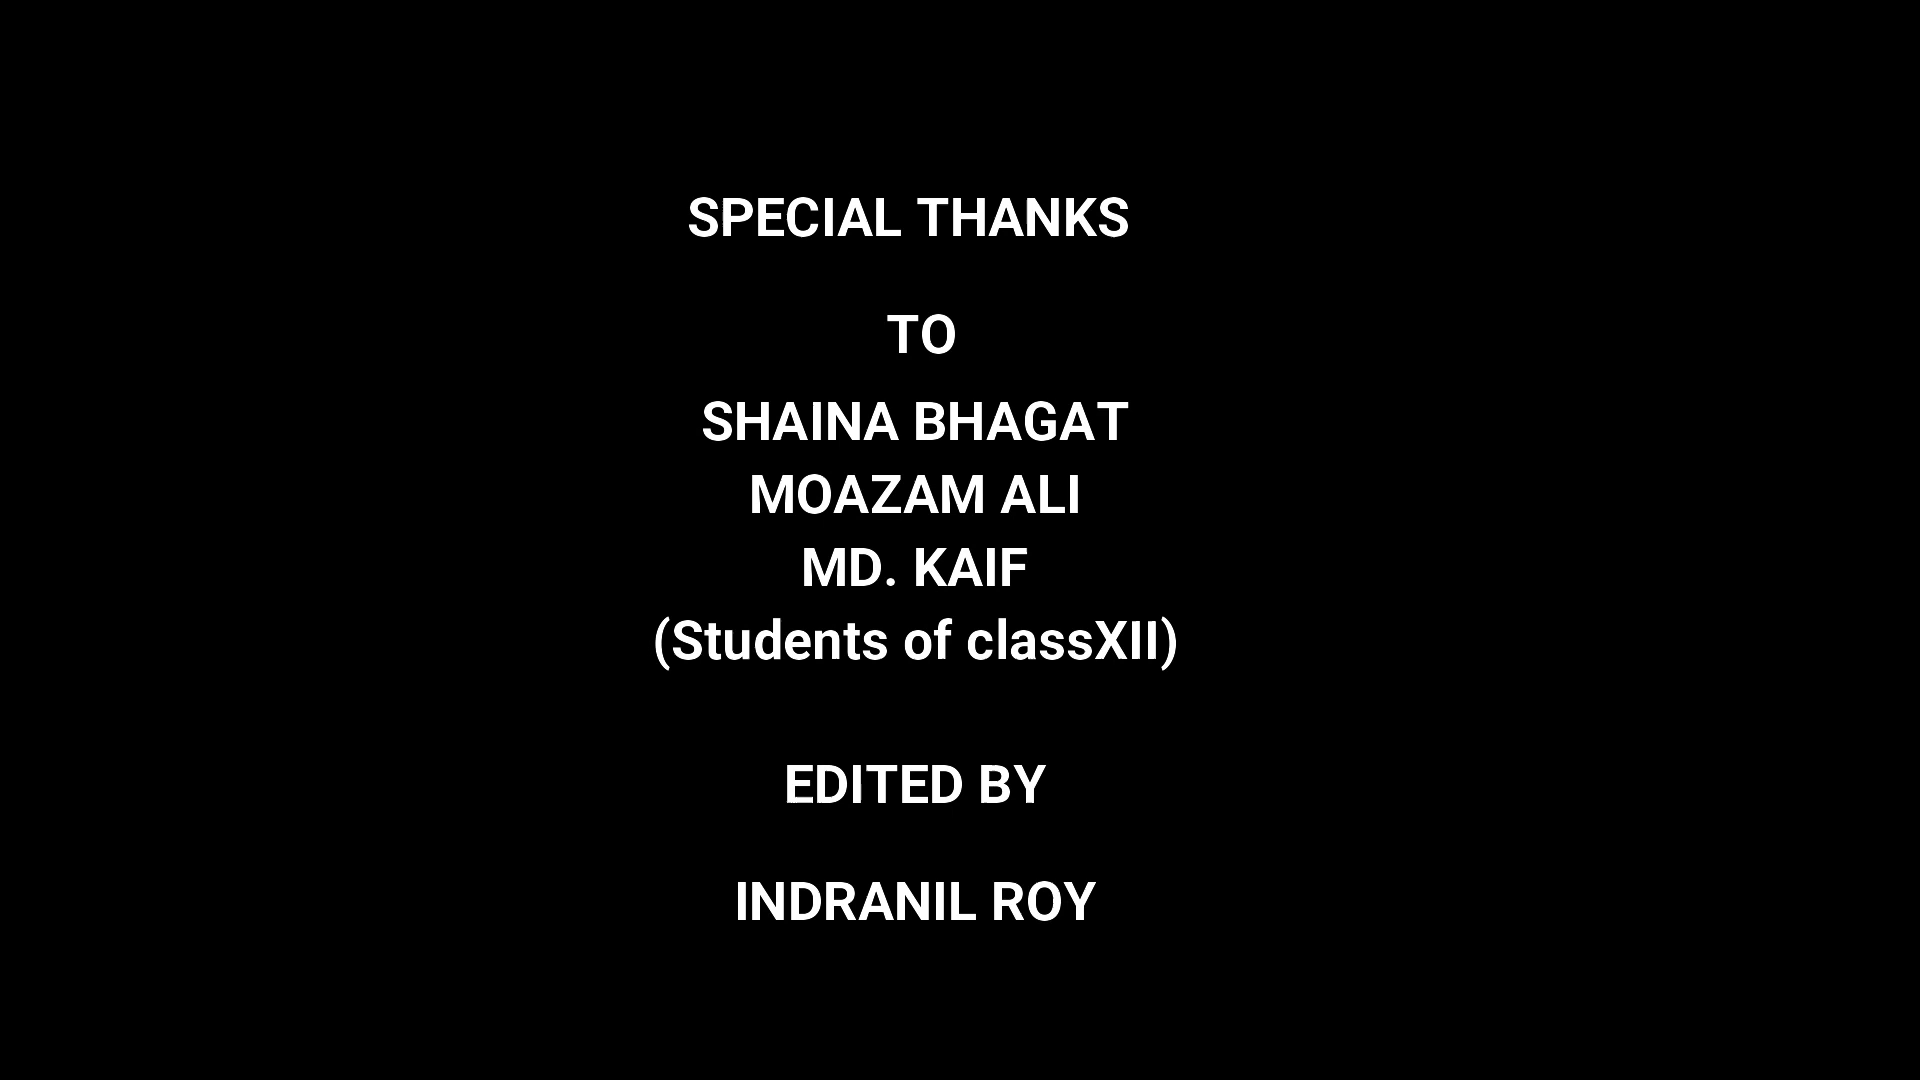 SPECIAL THANKS
TO
SHAINA BHAGAT
MOAZAM ALI
MD. KAIF
(Students of classXII)
EDITED BY
INDRANIL ROY